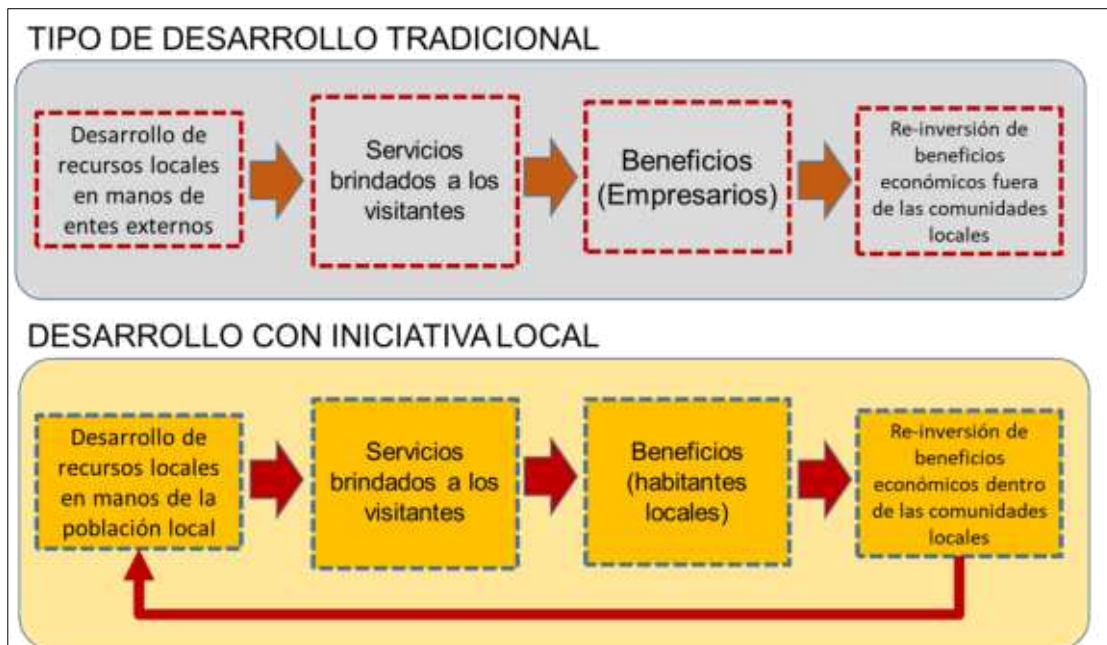 TIPO DE DESARROLLO TRADICIONAL
Desarrollo de
recursos locales
en manos de
entes externos
Servicios
brindados a los
visitantes
Beneficios
(Empresarios)
Re-inversión de
beneficios
económicos fuera
de las comunidades
locales
DESARROLLO CON INICIATIVA LOCAL
Desarrollo de
recursos locales
en manos de la
población local
Servicios
brindados a los
visitantes
Beneficios
(habitantes
locales)
Re-inversión de
beneficios
económicos dentro
de las comunidades
locales